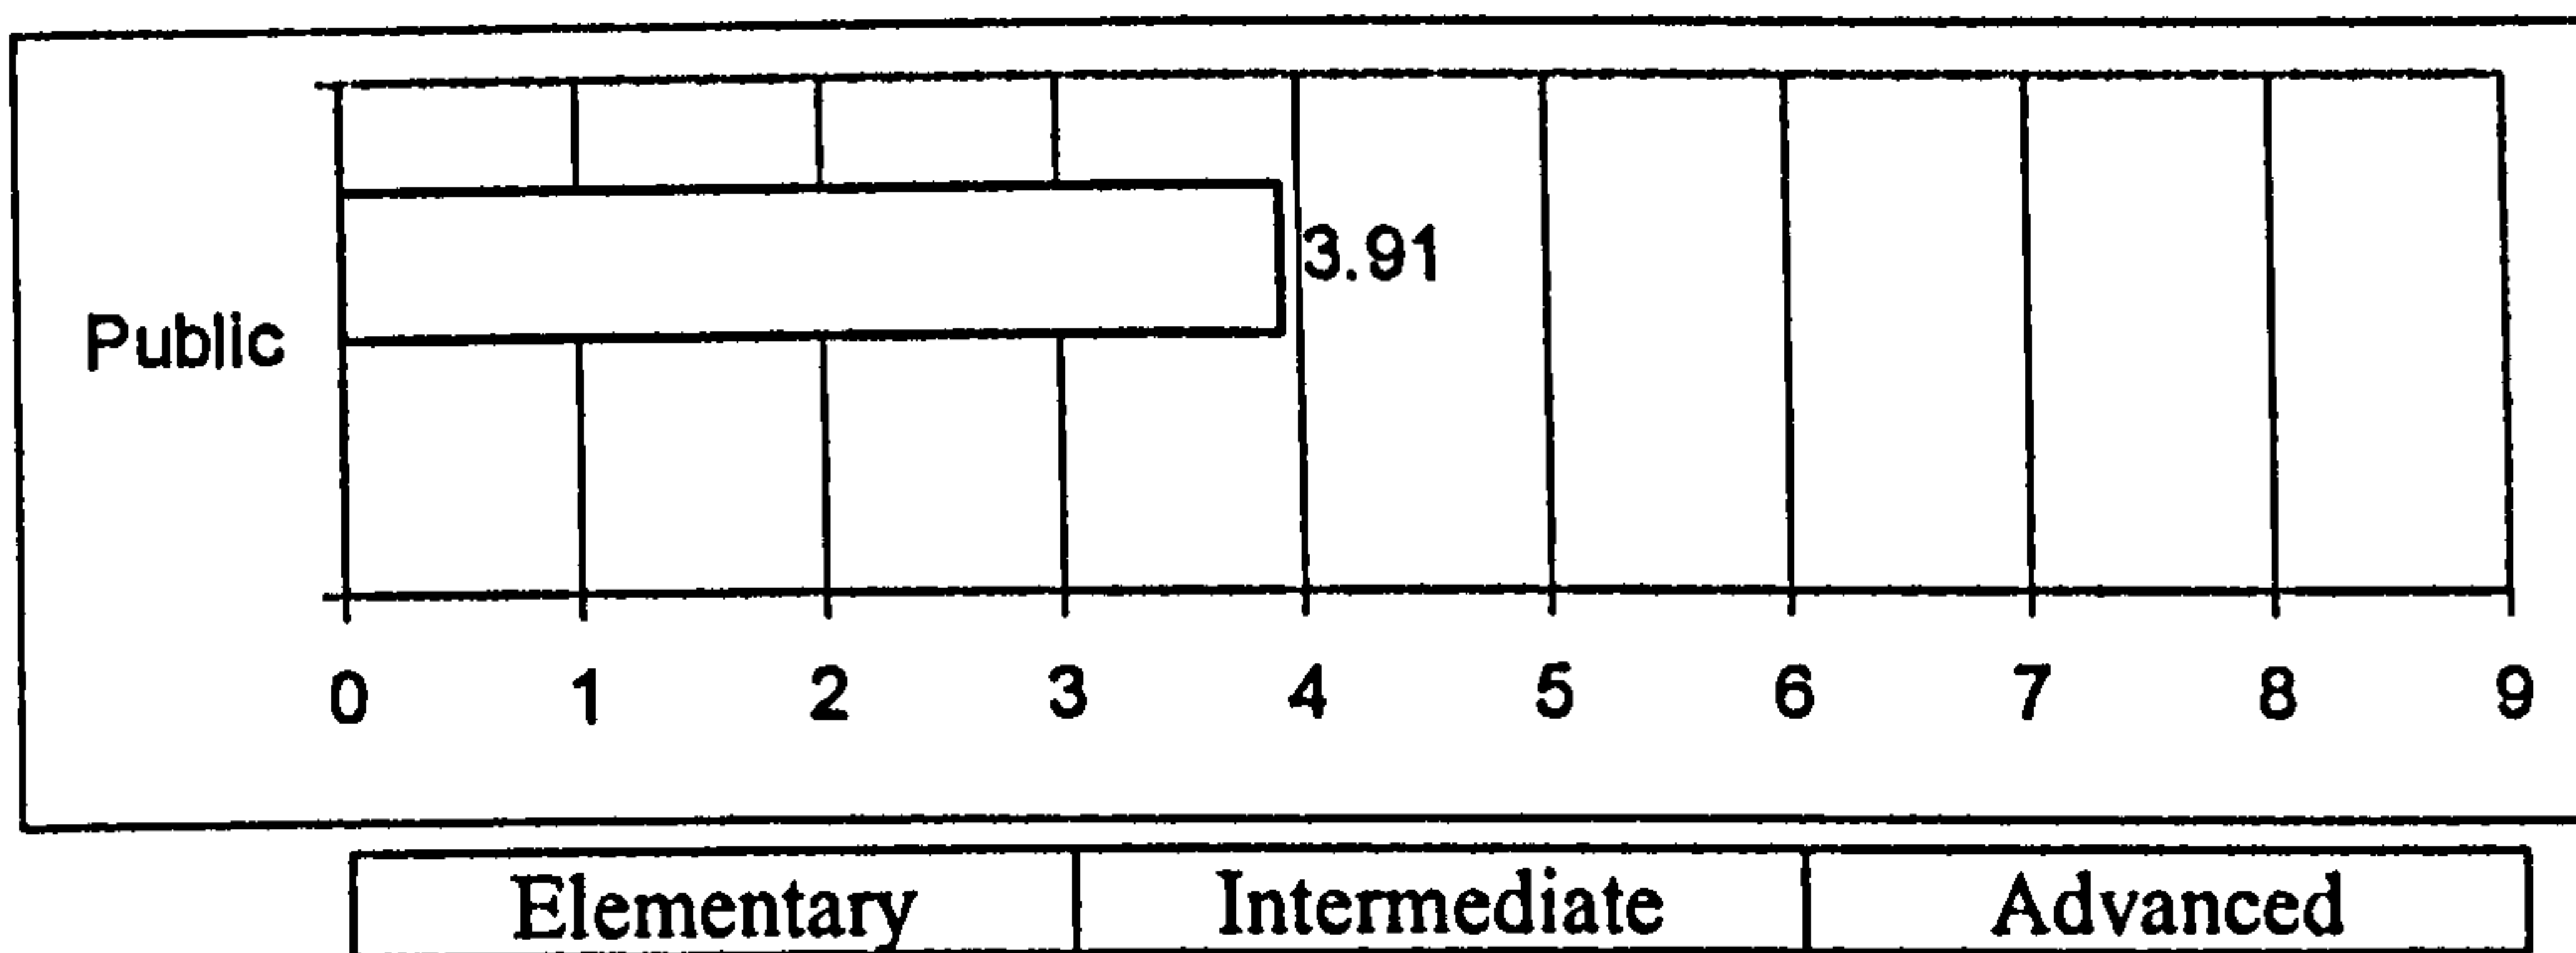 3.91
Public
0 1 2 3 4 5 6 7 8 9
Elementary Intermediate Advanced